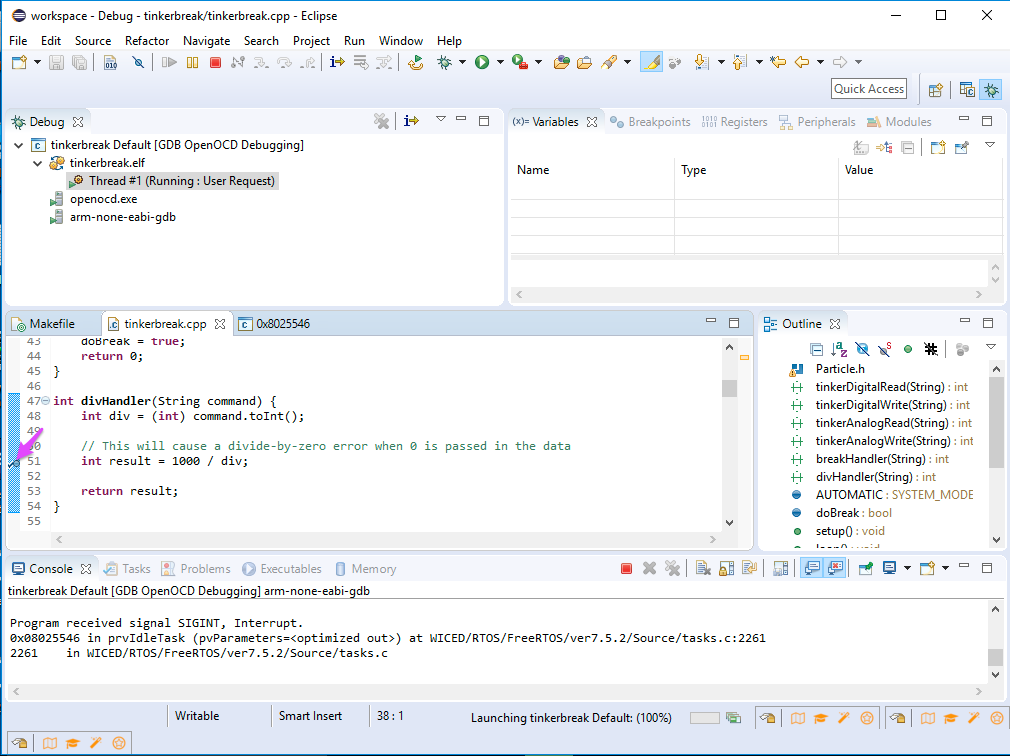 workspace - Debug - tinkerbreak/tinkerbreak.cpp - Eclipse
File Edit Source Refactor Navigate Search Project Run Window Help
Quick Access
Debug
tinkerbreak Default [GDB OpenOCD Debugging]
tinkerbreak.elf
Thread #1 (Running : User Request)
openocd.exe
arm-none-eabi-gdb
(x)= Variables Breakpoints Registers Peripherals Modules
Name Type Value
Makefile tinkerbreak.cpp 0x8025546
43 doBreak = true;
44 return 0;
45 }
46
47 int divHandler(String command) {
48 int div = (int) command.toInt();
49
50 // This will cause a divide-by-zero error when 0 is passed in the data
51 int result = 1000 / div;
52
53 return result;
54 }
55
Outline
Particle.h
tinkerDigitalRead(String) : int
tinkerDigitalWrite(String) : int
tinkerAnalogRead(String) : int
tinkerAnalogWrite(String) : int
breakHandler(String) : int
divHandler(String) : int
AUTOMATIC : SYSTEM_MODE
doBreak : bool
setup() : void
loop() : void
Console Tasks Problems Executables Memory
tinkerbreak Default [GDB OpenOCD Debugging] arm-none-eabi-gdb
Program received signal SIGINT, Interrupt.
0x08025546 in prvIdleTask (pvParameters=<optimized out>) at WICED/RTOS/FreeRTOS/ver7.5.2/Source/tasks.c:2261
2261 in WICED/RTOS/FreeRTOS/ver7.5.2/Source/tasks.c
Writable Smart Insert 38 : 1 Launching tinkerbreak Default: (100%)